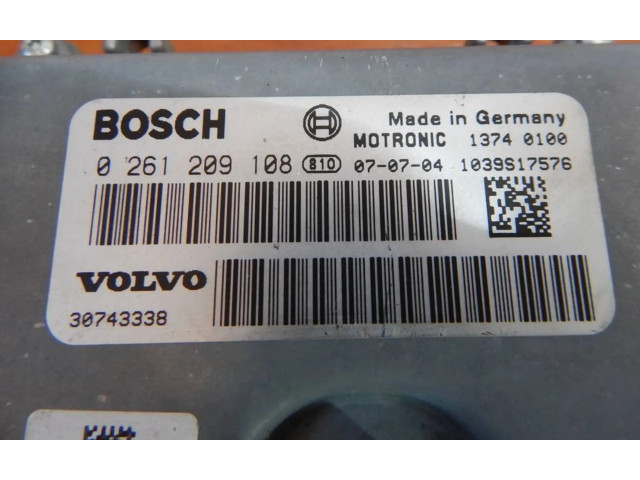 BOSCH Made in Germany
MOTRONIC 1374 0100
0 261 209 108 810 07-07-04 1039S17576
VOLVO
30743338